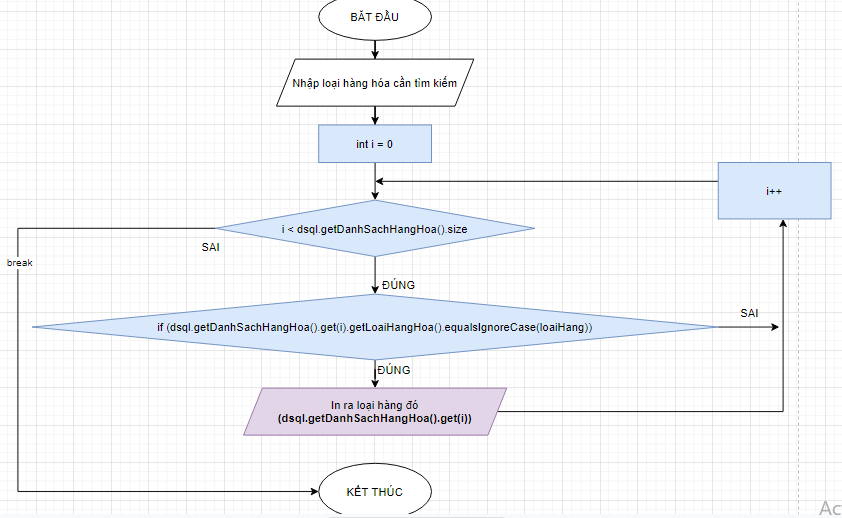 BẮT ĐẦU
Nhập loại hàng hóa cần tìm kiếm
int i = 0
i++
i < dsql.getDanhSachHangHoa().size
SAI
break
ĐÚNG
if (dsql.getDanhSachHangHoa().get(i).getLoaiHangHoa().equalsIgnoreCase(loaiHang))
SAI
ĐÚNG
In ra loại hàng đó
(dsql.getDanhSachHangHoa().get(i))
KẾT THÚC
Ac